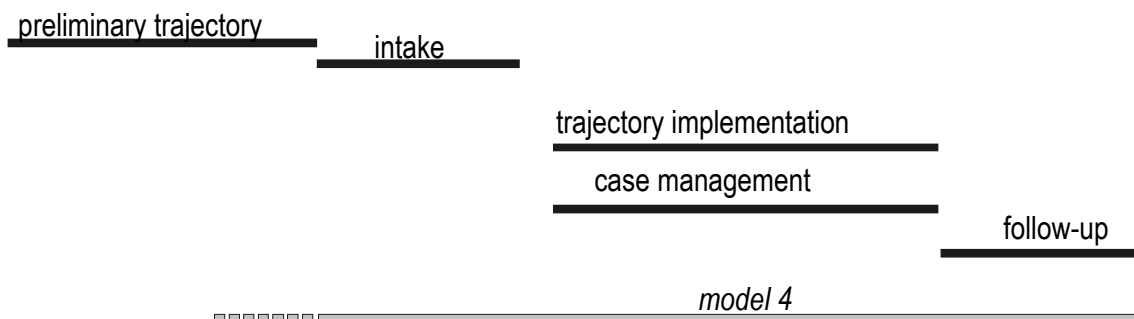 preliminary trajectory
intake
trajectory implementation
case management
follow-up
model 4